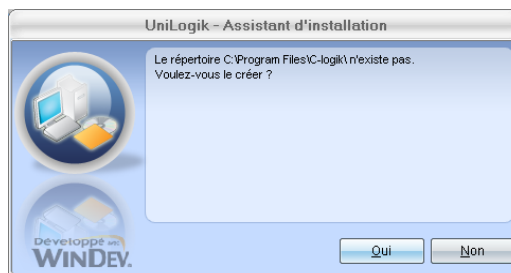 UniLogik - Assistant d'installation
Le répertoire C:\Program Files\C-logik\ n'existe pas.
Voulez-vous le créer ?
Développé avec
WINDEV.
Oui
Non